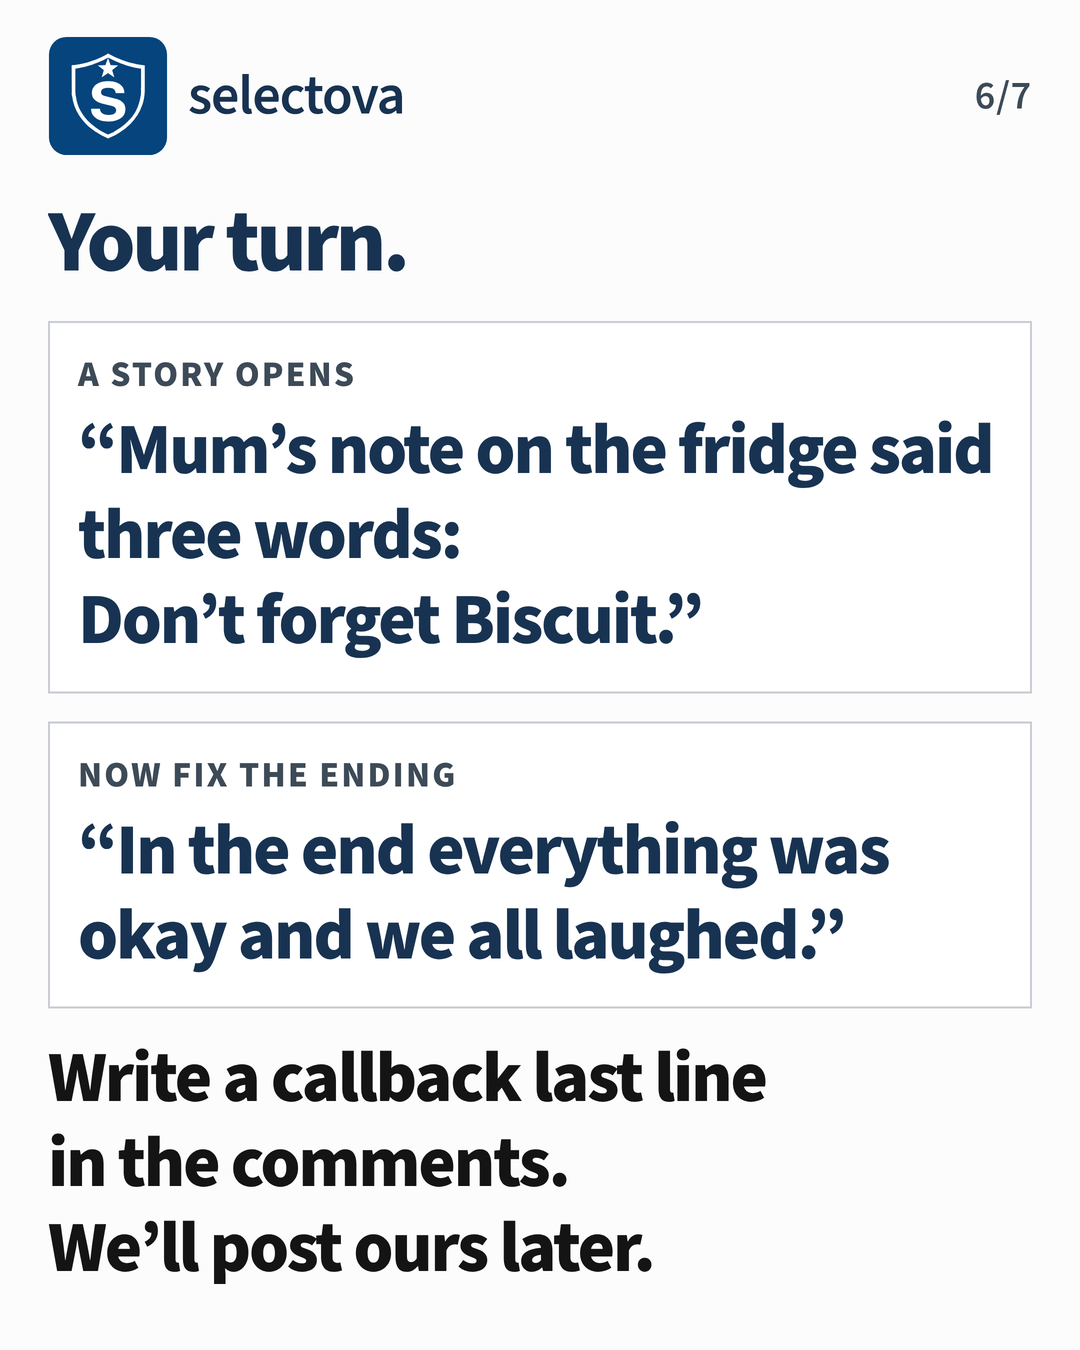 S
selectova
6/7
Your turn.
A STORY OPENS
“Mum’s note on the fridge said
three words:
Don’t forget Biscuit.”
NOW FIX THE ENDING
“In the end everything was
okay and we all laughed.”
Write a callback last line
in the comments.
We’ll post ours later.